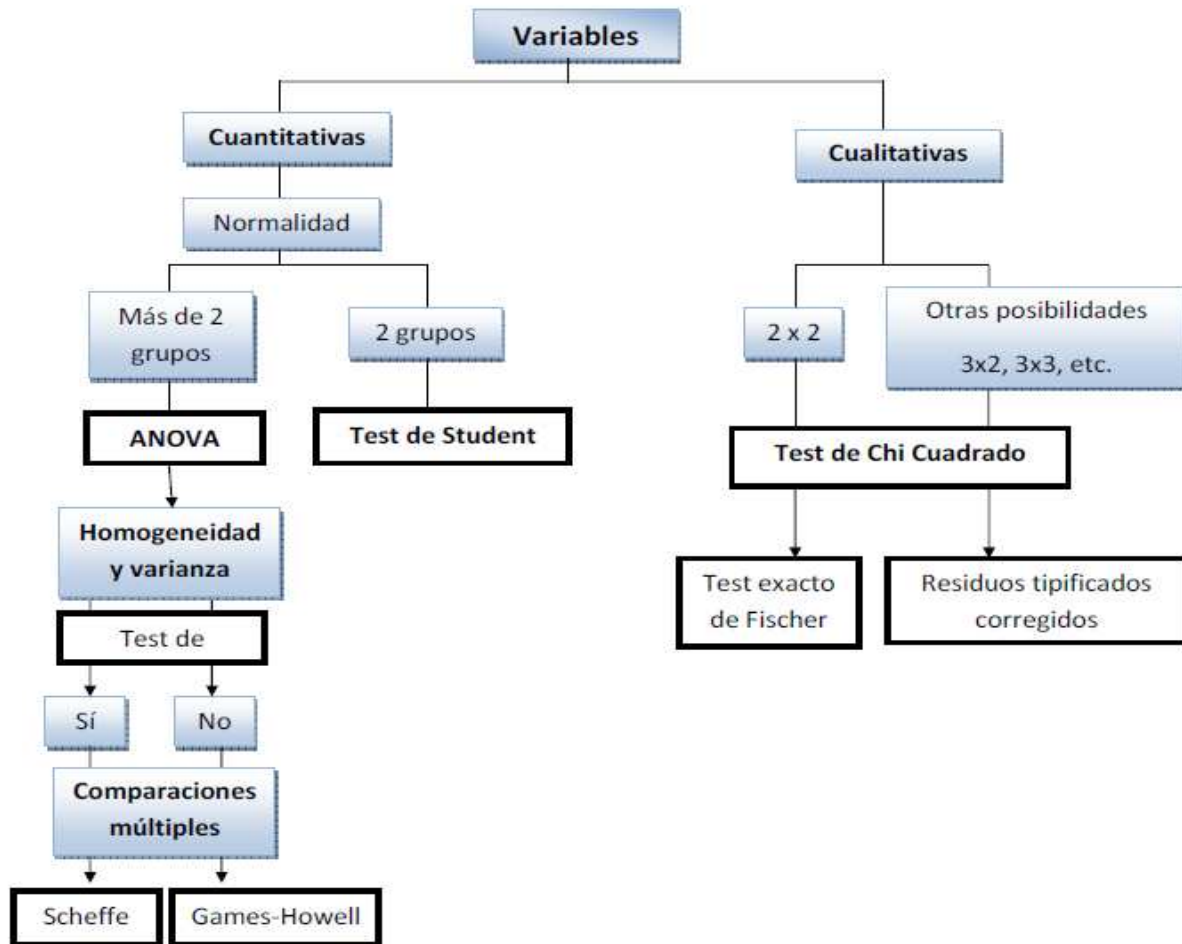 Variables
Cuantitativas
Cualitativas
Normalidad
Más de 2
grupos
2 grupos
2 x 2
Otras posibilidades
3x2, 3x3, etc.
ANOVA
Test de Student
Test de Chi Cuadrado
Homogeneidad
y varianza
Test exacto
de Fischer
Residuos tipificados
corregidos
Test de
Sí
No
Comparaciones
múltiples
Scheffe
Games-Howell